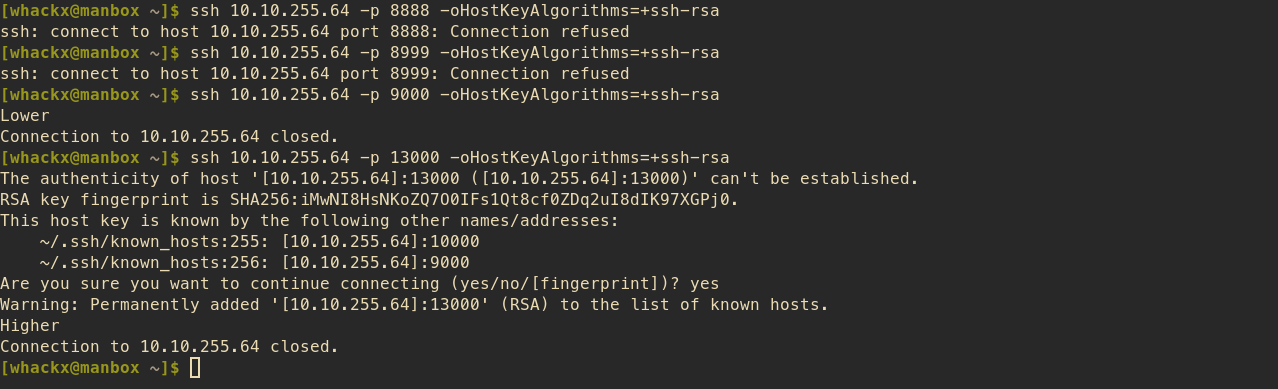 [whackx@manbox ~]$ ssh 10.10.255.64 -p 8888 -oHostKeyAlgorithms=+ssh-rsa
ssh: connect to host 10.10.255.64 port 8888: Connection refused
[whackx@manbox ~]$ ssh 10.10.255.64 -p 8999 -oHostKeyAlgorithms=+ssh-rsa
ssh: connect to host 10.10.255.64 port 8999: Connection refused
[whackx@manbox ~]$ ssh 10.10.255.64 -p 9000 -oHostKeyAlgorithms=+ssh-rsa
Lower
Connection to 10.10.255.64 closed.
[whackx@manbox ~]$ ssh 10.10.255.64 -p 13000 -oHostKeyAlgorithms=+ssh-rsa
The authenticity of host '[10.10.255.64]:13000 ([10.10.255.64]:13000)' can't be established.
RSA key fingerprint is SHA256:iMwNI8HsNKoZQ7O0IFs1Qt8cf0ZDq2uI8dIK97XGPj0.
This host key is known by the following other names/addresses:
    ~/.ssh/known_hosts:255: [10.10.255.64]:10000
    ~/.ssh/known_hosts:256: [10.10.255.64]:9000
Are you sure you want to continue connecting (yes/no/[fingerprint])? yes
Warning: Permanently added '[10.10.255.64]:13000' (RSA) to the list of known hosts.
Higher
Connection to 10.10.255.64 closed.
[whackx@manbox ~]$